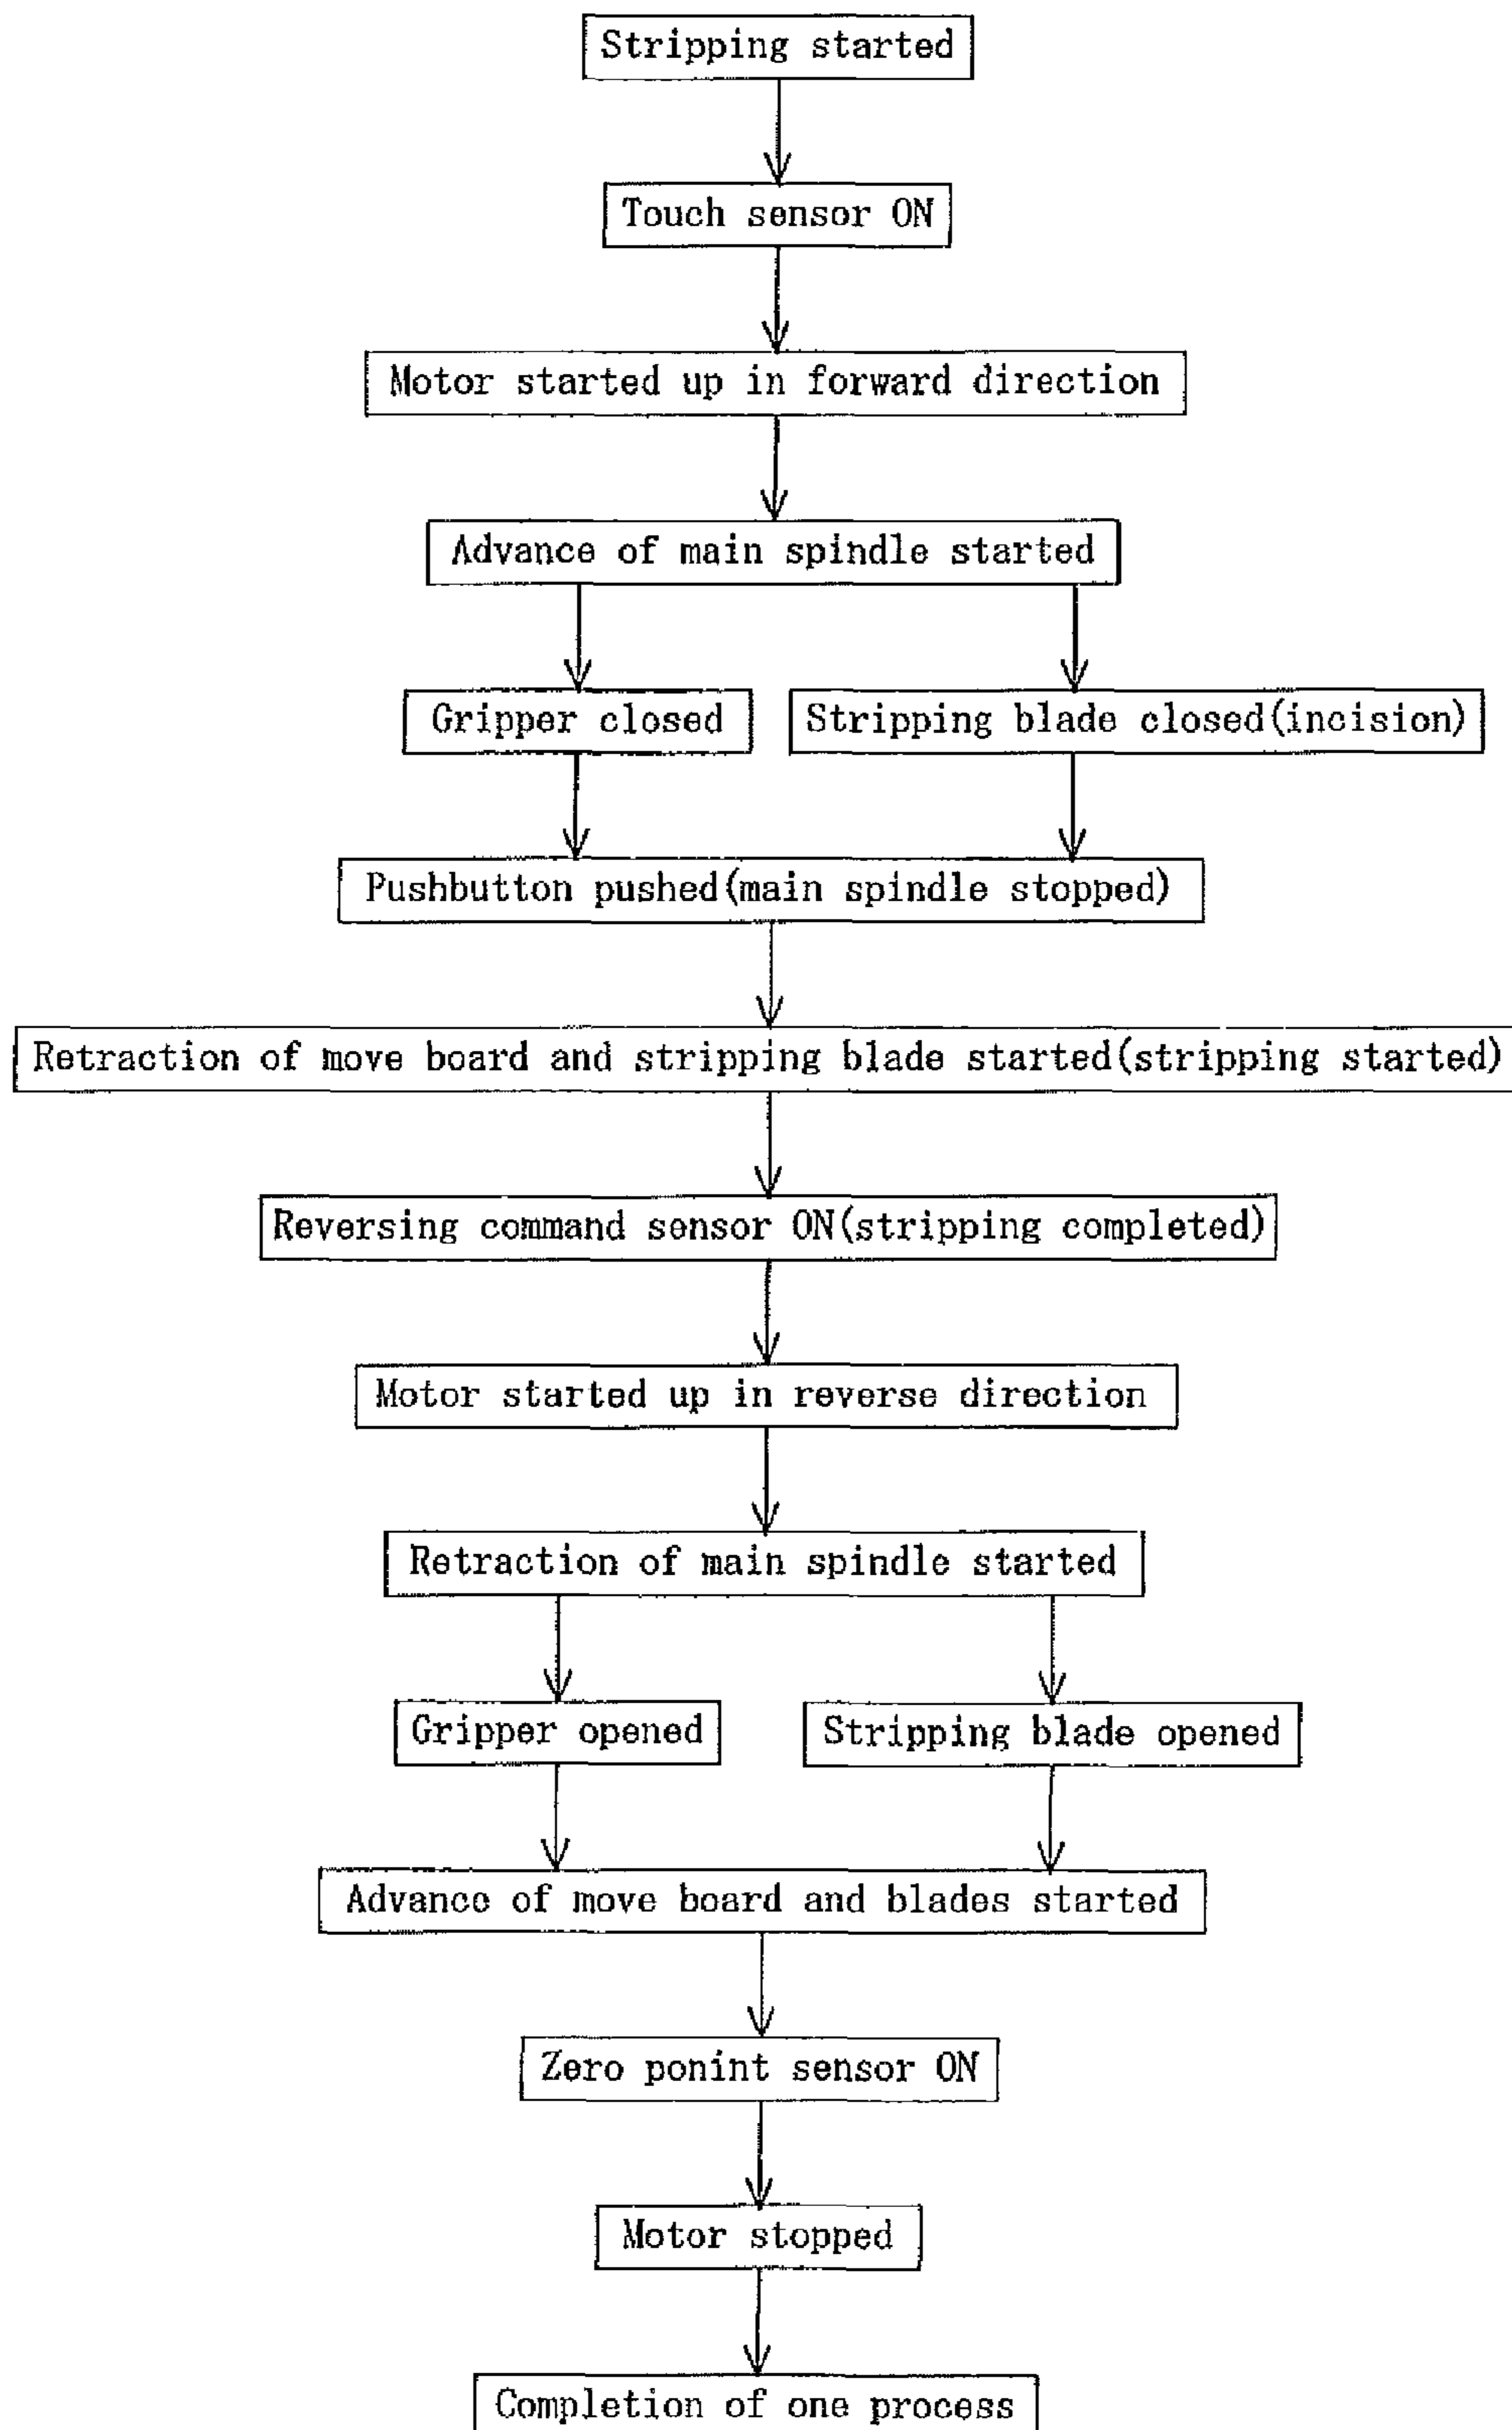 Stripping started
Touch sensor ON
Motor started up in forward direction
Advance of main spindle started
Gripper closed
Stripping blade closed(incision)
Pushbutton pushed(main spindle stopped)
Retraction of move board and stripping blade started(stripping started)
Reversing command sensor ON(stripping completed)
Motor started up in reverse direction
Retraction of main spindle started
Gripper opened
Stripping blade opened
Advance of move board and blades started
Zero ponint sensor ON
Motor stopped
Completion of one process